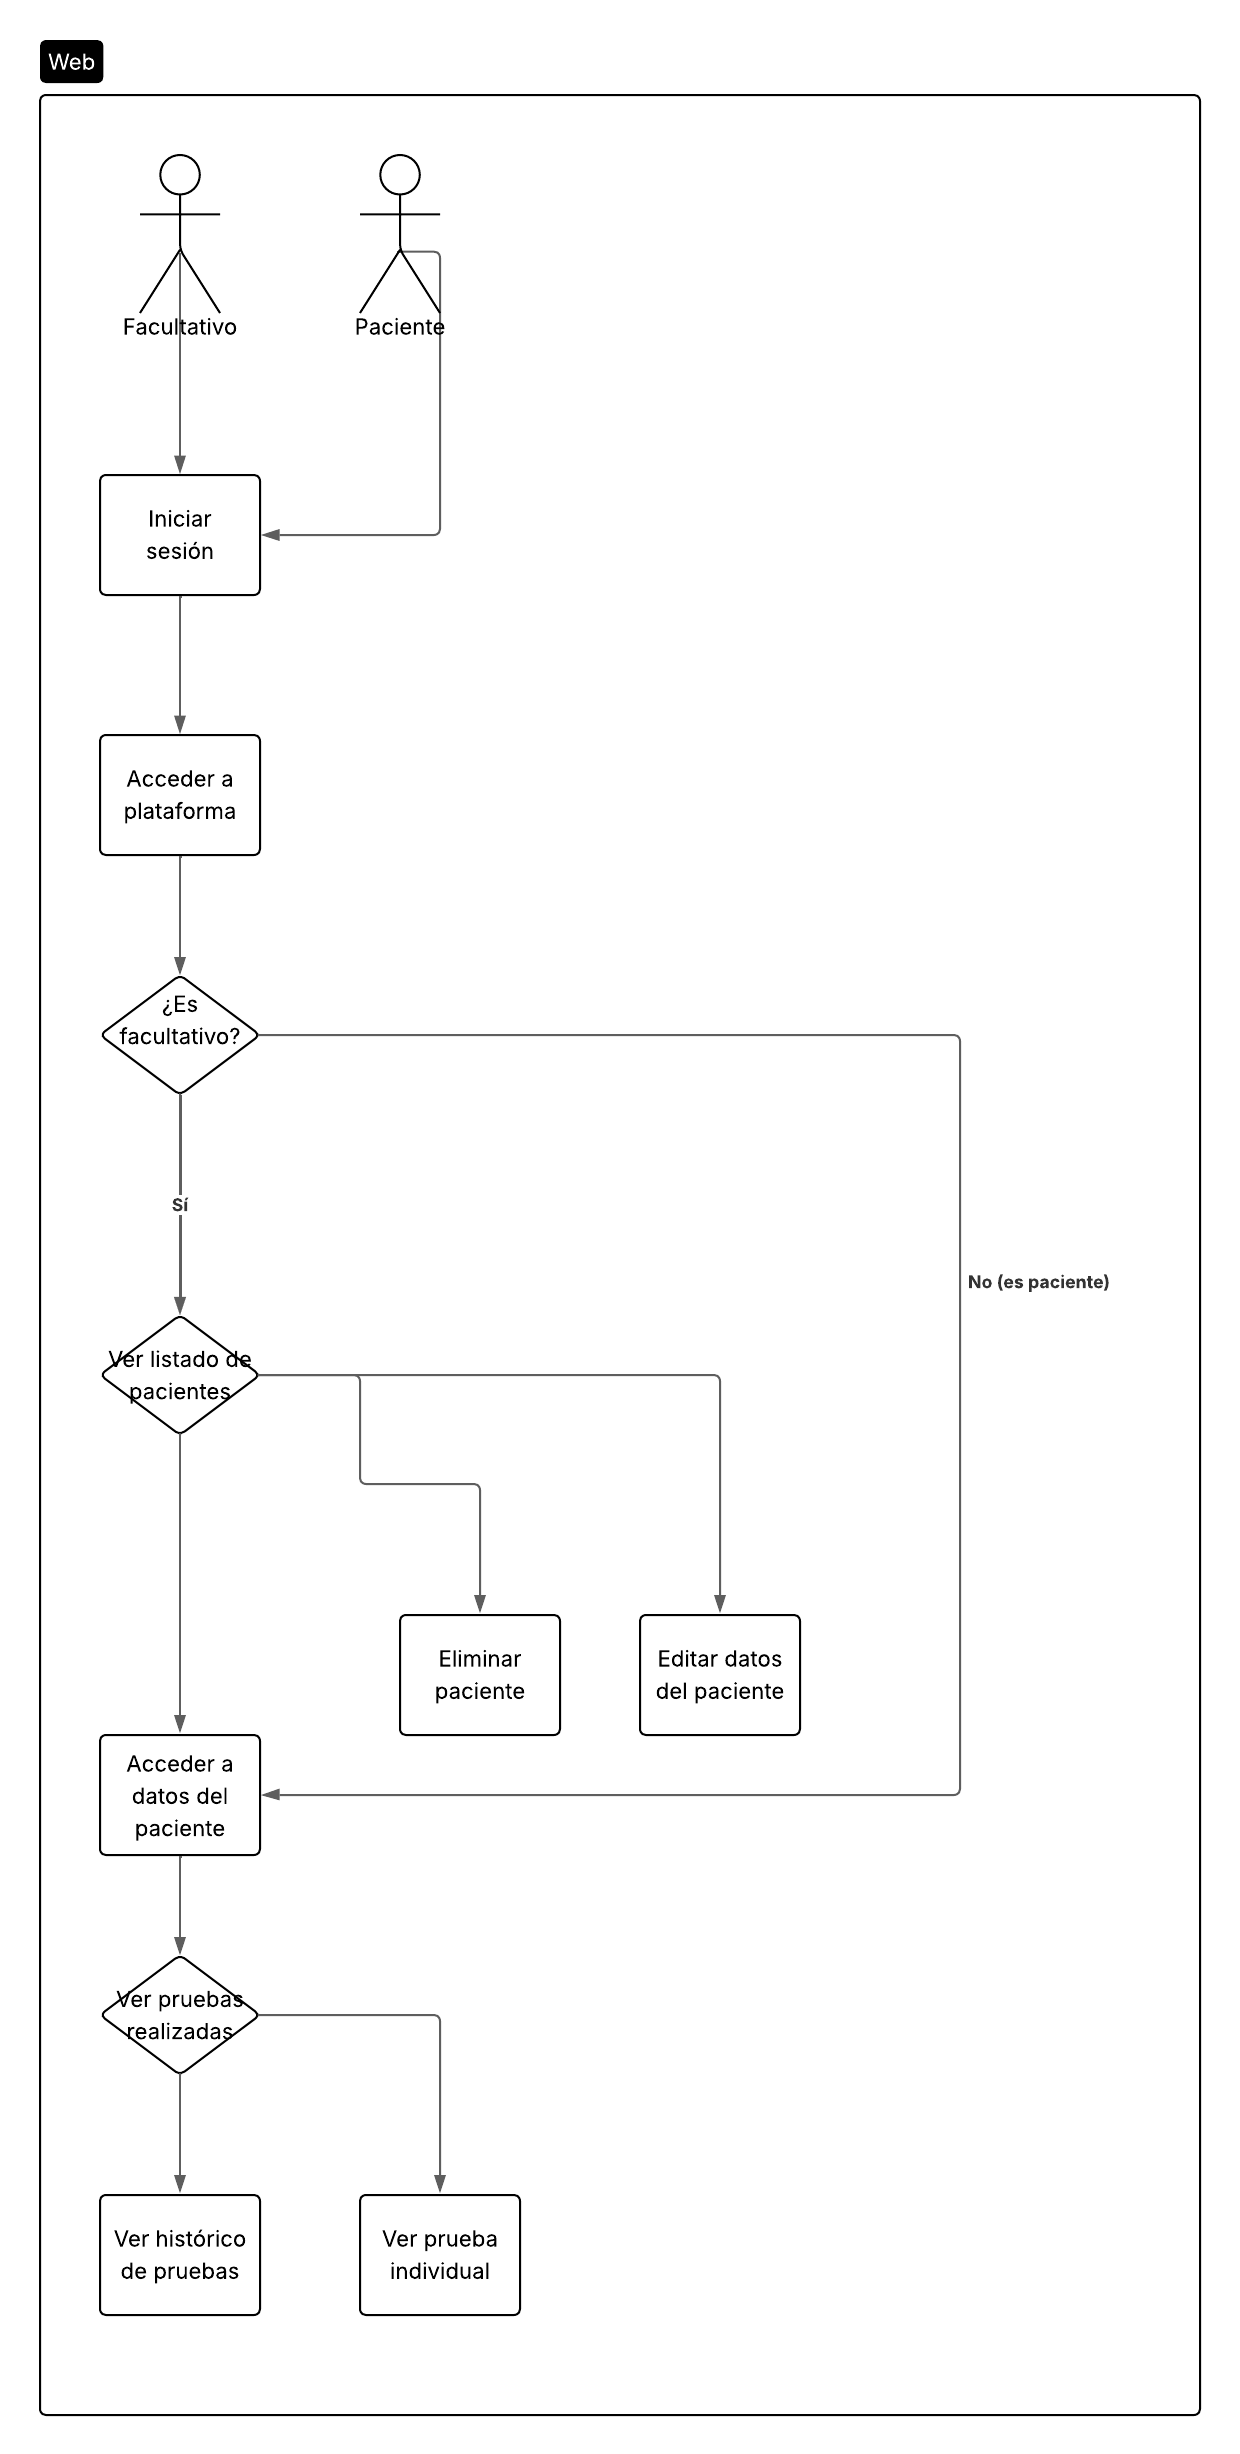 Web
Facultativo
Paciente
Iniciar
sesión
Acceder a
plataforma
¿Es
facultativo?
Sí
No (es paciente)
Ver listado de
pacientes
Eliminar
paciente
Editar datos
del paciente
Acceder a
datos del
paciente
Ver pruebas
realizadas
Ver histórico
de pruebas
Ver prueba
individual